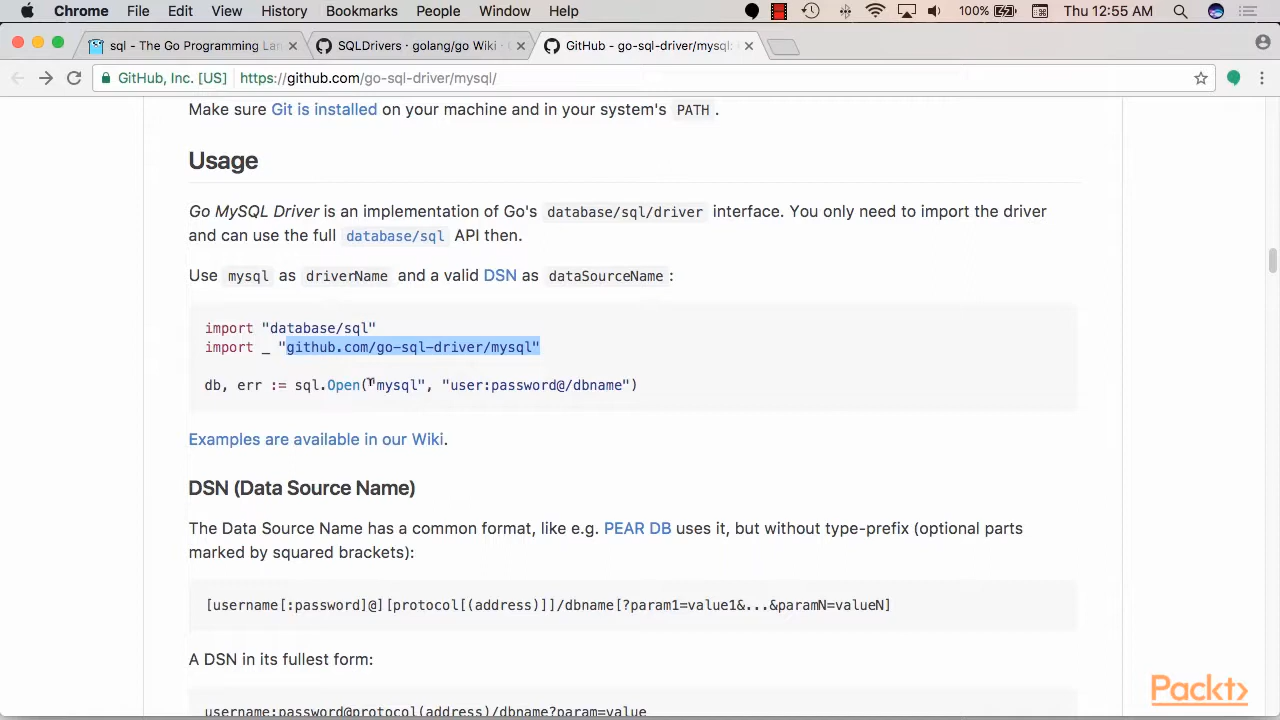 Chrome File Edit View History Bookmarks People Window Help 100% Thu 12:55 AM
sql - The Go Programming Lan
SQLDrivers · golang/go Wiki ·
GitHub - go-sql-driver/mysql:
GitHub, Inc. [US] https://github.com/go-sql-driver/mysql/
Make sure Git is installed on your machine and in your system's PATH .
Usage
Go MySQL Driver is an implementation of Go's database/sql/driver interface. You only need to import the driver
and can use the full database/sql API then.
Use mysql as driverName and a valid DSN as dataSourceName :
import "database/sql"
import _ "github.com/go-sql-driver/mysql"
db, err := sql.Open("mysql", "user:password@/dbname")
Examples are available in our Wiki.
DSN (Data Source Name)
The Data Source Name has a common format, like e.g. PEAR DB uses it, but without type-prefix (optional parts
marked by squared brackets):
[username[:password]@][protocol[(address)]]/dbname[?param1=value1&...&paramN=valueN]
A DSN in its fullest form:
username:password@protocol(address)/dbname?param=value
Packt>